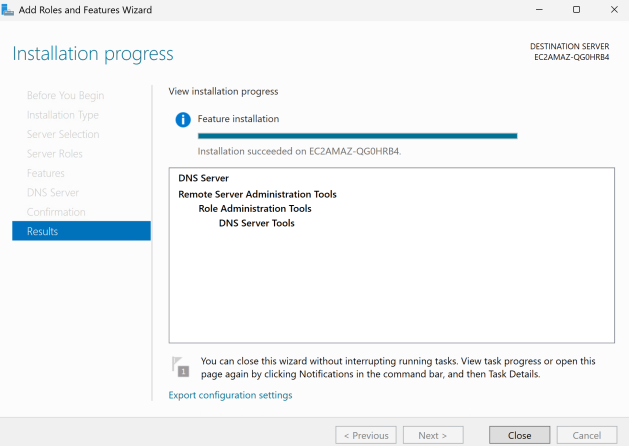 Add Roles and Features Wizard
Installation progress
DESTINATION SERVER
EC2AMAZ-QG0HRB4
Before You Begin
Installation Type
Server Selection
Server Roles
Features
DNS Server
Confirmation
Results
View installation progress
Feature installation
Installation succeeded on EC2AMAZ-QG0HRB4.
DNS Server
Remote Server Administration Tools
Role Administration Tools
DNS Server Tools
1
You can close this wizard without interrupting running tasks. View task progress or open this
page again by clicking Notifications in the command bar, and then Task Details.
Export configuration settings
< Previous
Next >
Close
Cancel